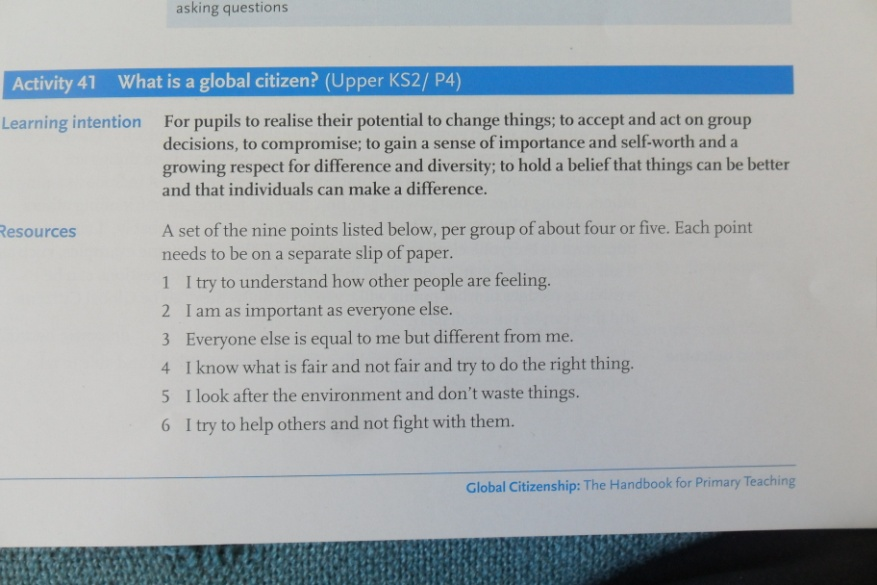 asking questions
Activity 41 What is a global citizen? (Upper KS2/ P4)
Learning intention For pupils to realise their potential to change things; to accept and act on group
decisions, to compromise; to gain a sense of importance and self-worth and a
growing respect for difference and diversity; to hold a belief that things can be better
and that individuals can make a difference.
Resources A set of the nine points listed below, per group of about four or five. Each point
needs to be on a separate slip of paper.
1 I try to understand how other people are feeling.
2 I am as important as everyone else.
3 Everyone else is equal to me but different from me.
4 I know what is fair and not fair and try to do the right thing.
5 I look after the environment and don't waste things.
6 I try to help others and not fight with them.
Global Citizenship: The Handbook for Primary Teaching